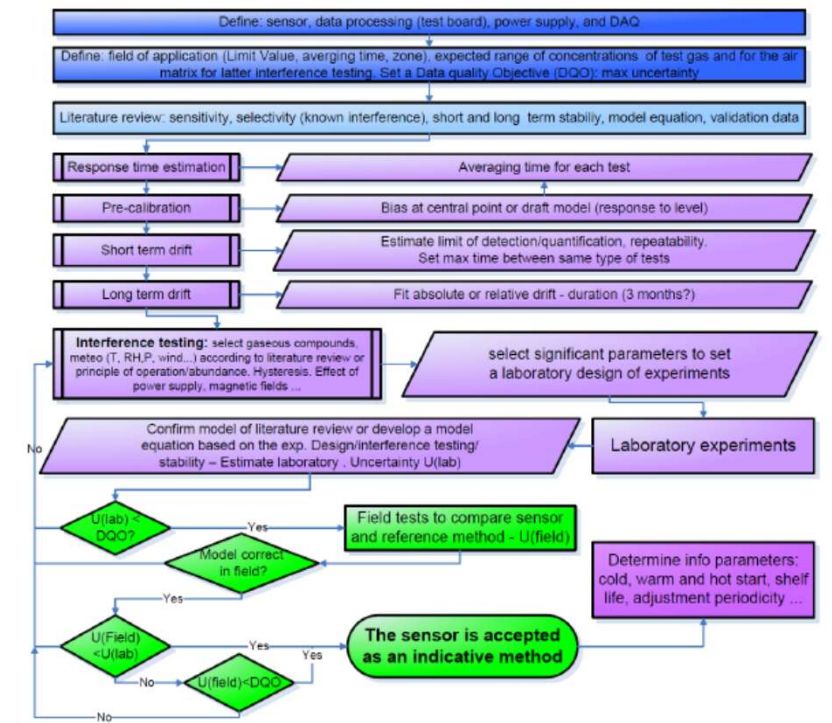 Define: sensor, data processing (test board), power supply, and DAQ
Define: field of application (Limit Value, averging time, zone), expected range of concentrations of test gas and for the air
matrix for latter interference testing. Set a Data quality Objective (DQO): max uncertainty
Literature review: sensitivity, selectivity (known interference), short and long term stabiliy, model equation, validation data
Response time estimation
Averaging time for each test
Pre-calibration
Bias at central point or draft model (response to level)
Short term drift
Estimate limit of detection/quantification, repeatability.
Set max time between same type of tests
Long term drift
Fit absolute or relative drift - duration (3 months?)
Interference testing: select gaseous compounds,
meteo (T, RH,P, wind...) according to literature review or
principle of operation/abundance. Hysteresis. Effect of
power supply, magnetic fields ...
select significant parameters to set
a laboratory design of experiments
No
Confirm model of literature review or develop a model
equation based on the exp. Design/interference testing/
stability – Estimate laboratory . Uncertainty U(lab)
Laboratory experiments
U(lab) <
DQO?
Yes
Field tests to compare sensor
and reference method - U(field)
Model correct
in field?
Yes
Determine info parameters:
cold, warm and hot start, shelf
life, adjustment periodicity ...
U(Field)
<U(lab)
Yes
The sensor is accepted
as an indicative method
No
U(field)<DQO
Yes
No